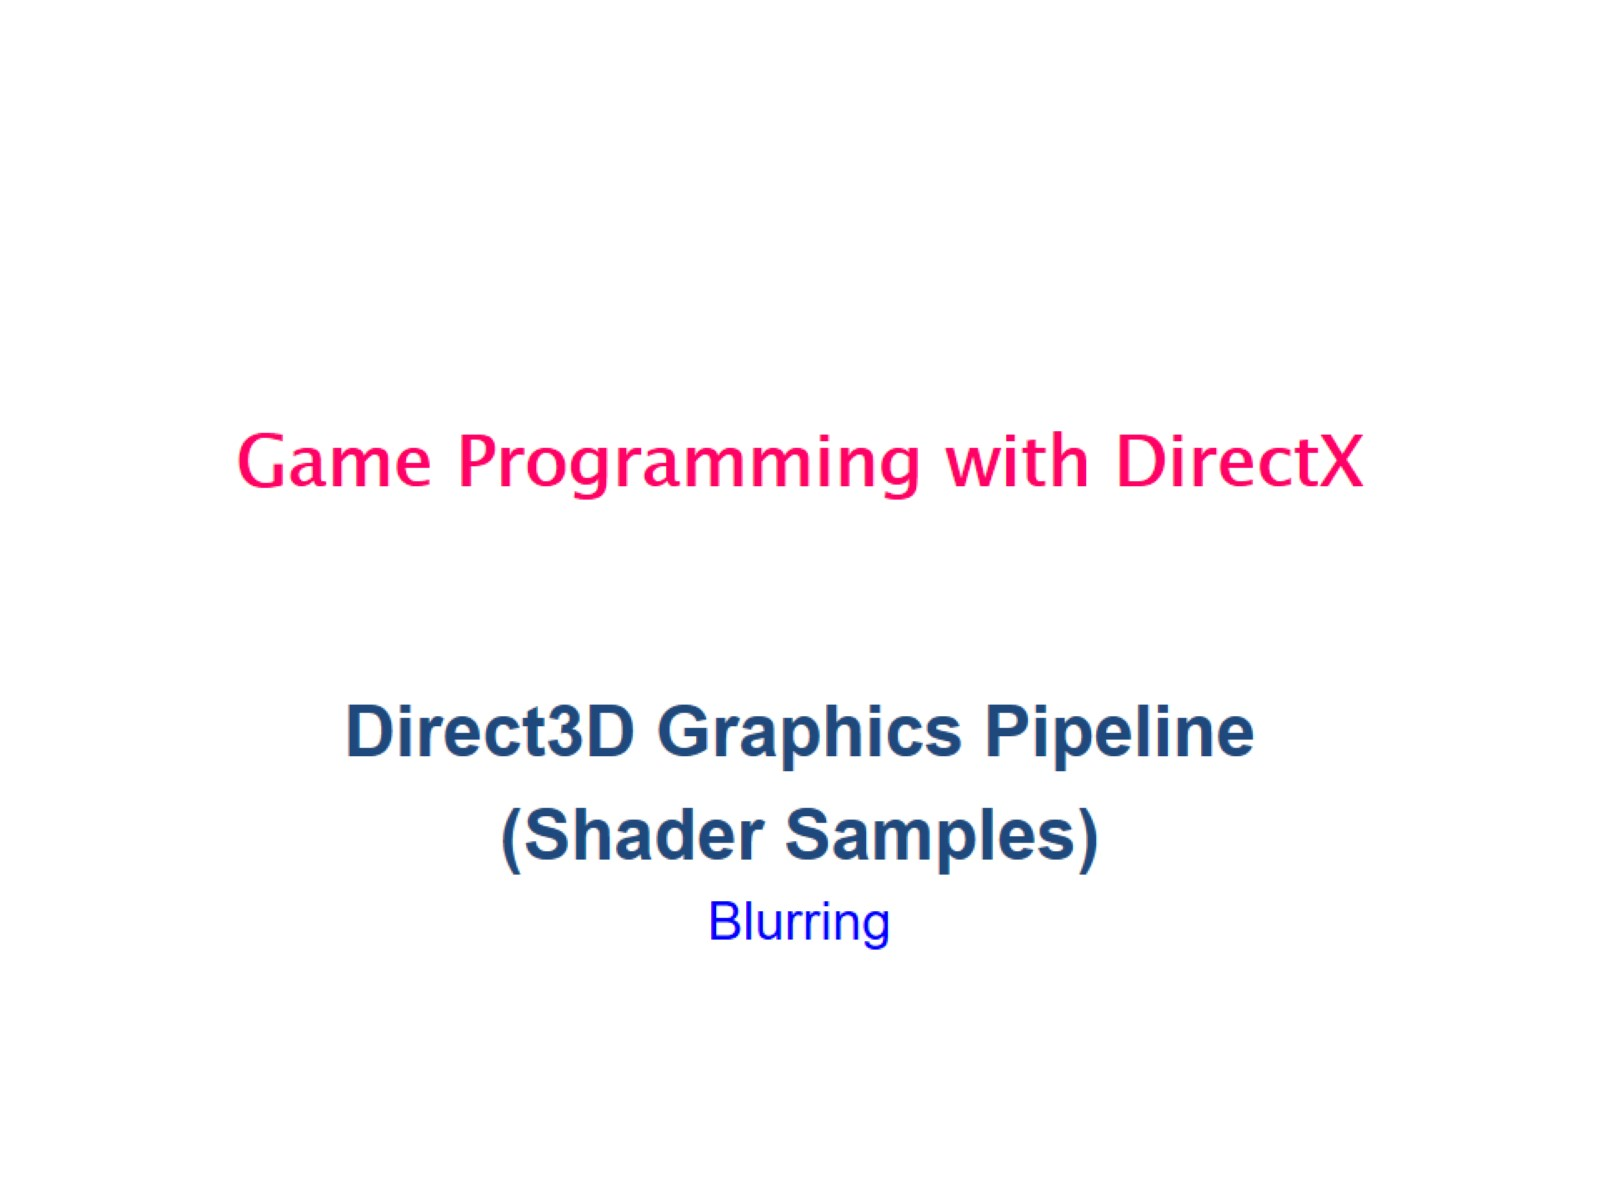 Game Programming with DirectX
Direct3D Graphics Pipeline
(Shader Samples)
Blurring